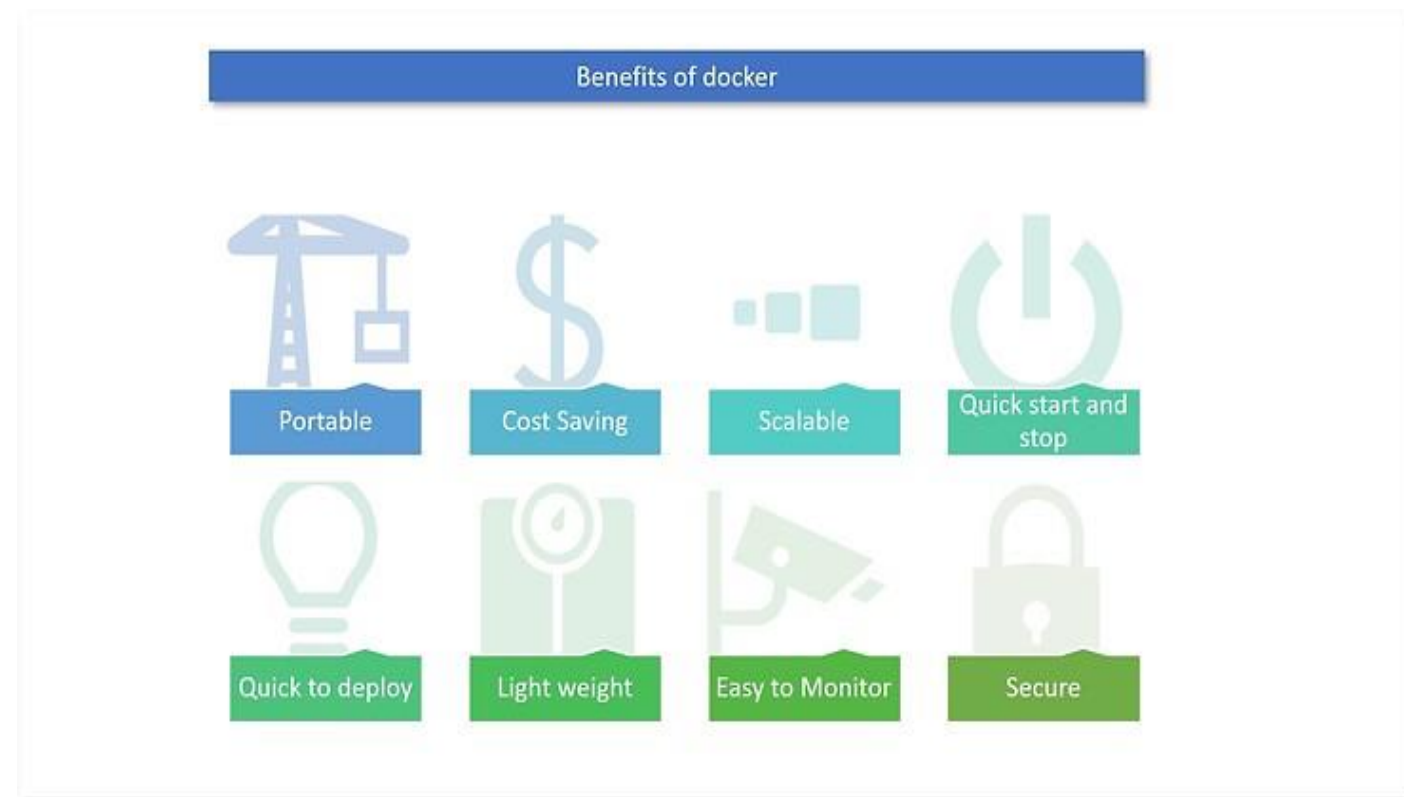 Benefits of docker
Portable
Cost Saving
Scalable
Quick start and
stop
Quick to deploy
Light weight
Easy to Monitor
Secure